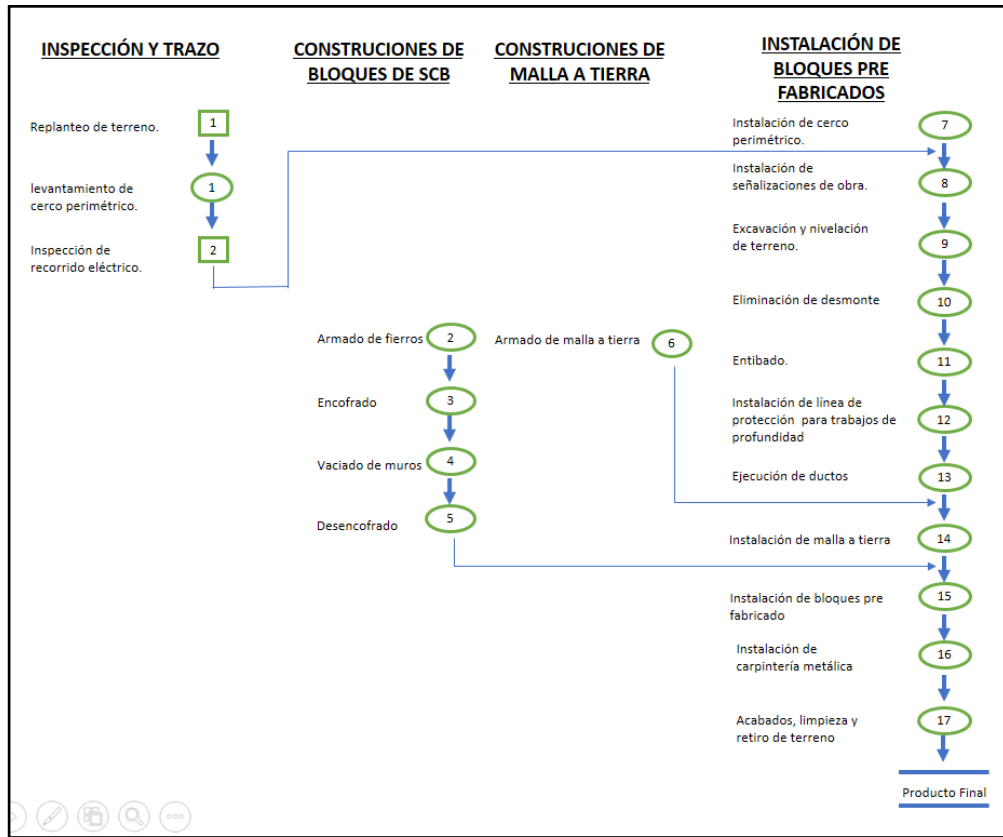 INSPECCIÓN Y TRAZO
Replanteo de terreno.
1
levantamiento de
cerco perimétrico.
1
Inspección de
recorrido eléctrico.
2
CONSTRUCIONES DE
BLOQUES DE SCB
Armado de fierros
2
Encofrado
3
Vaciado de muros
4
Desencofrado
5
CONSTRUCIONES DE
MALLA A TIERRA
Armado de malla a tierra
6
INSTALACIÓN DE
BLOQUES PRE
FABRICADOS
Instalación de cerco
perimétrico.
7
Instalación de
señalizaciones de obra.
8
Excavación y nivelación
de terreno.
9
Eliminación de desmonte
10
Entibado.
11
Instalación de línea de
protección para trabajos de
profundidad
12
Ejecución de ductos
13
Instalación de malla a tierra
14
Instalación de bloques pre
fabricado
15
Instalación de
carpintería metálica
16
Acabados, limpieza y
retiro de terreno
17
Producto Final